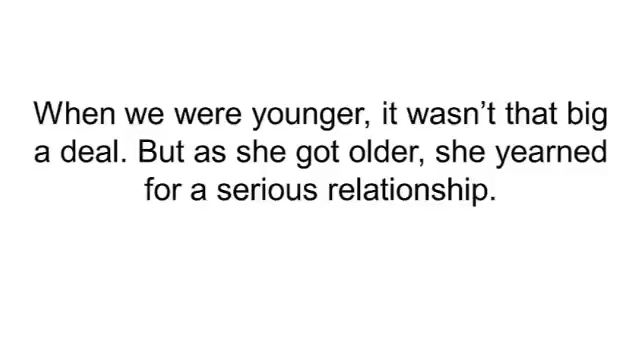 When we were younger, it wasn’t that big
a deal. But as she got older, she yearned
for a serious relationship.